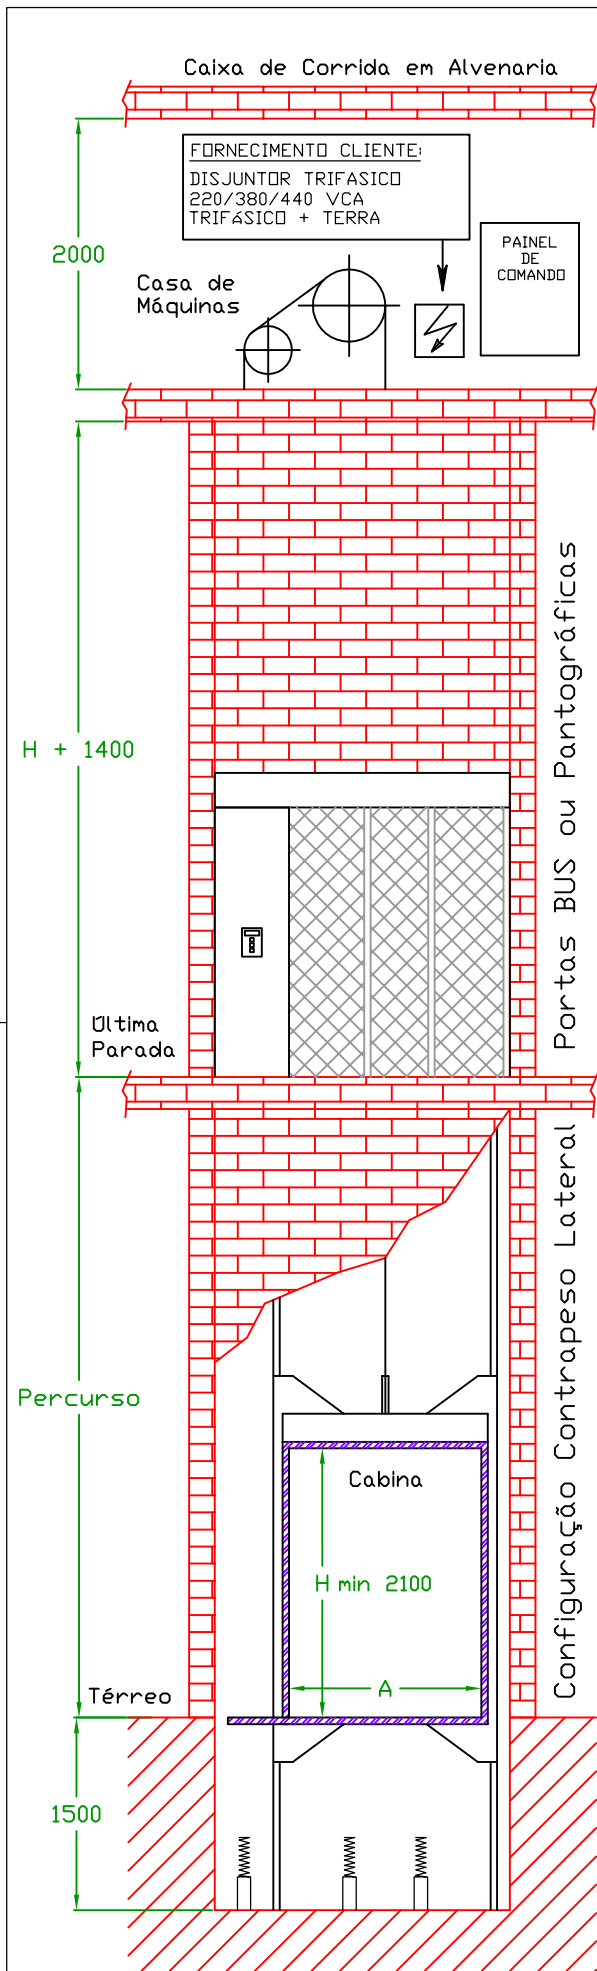 Caixa de Corrida em Alvenaria
FORNECIMENTO CLIENTE:
DISJUNTOR TRIFASICO
220/380/440 VCA
TRIFÁSICO + TERRA
PAINEL
DE
COMANDO
2000
Casa de
Máquinas
H + 1400
Portas BUS ou Pantográficas
Última
Parada
Configuração Contrapeso Lateral
Percurso
Cabina
H min 2100
A
Térreo
1500